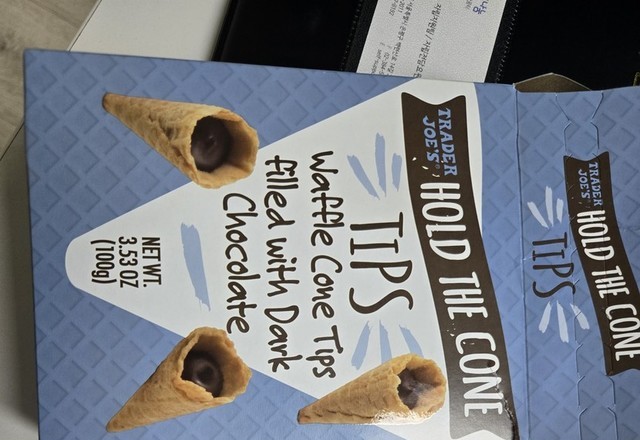 TRADER
JOE'S
HOLD THE CONE
TIPS
Waffle Cone Tips
filled with Dark
Chocolate
NET WT.
3.53 OZ
(100g)
TRADER
JOE'S
HOLD THE CONE
TIPS